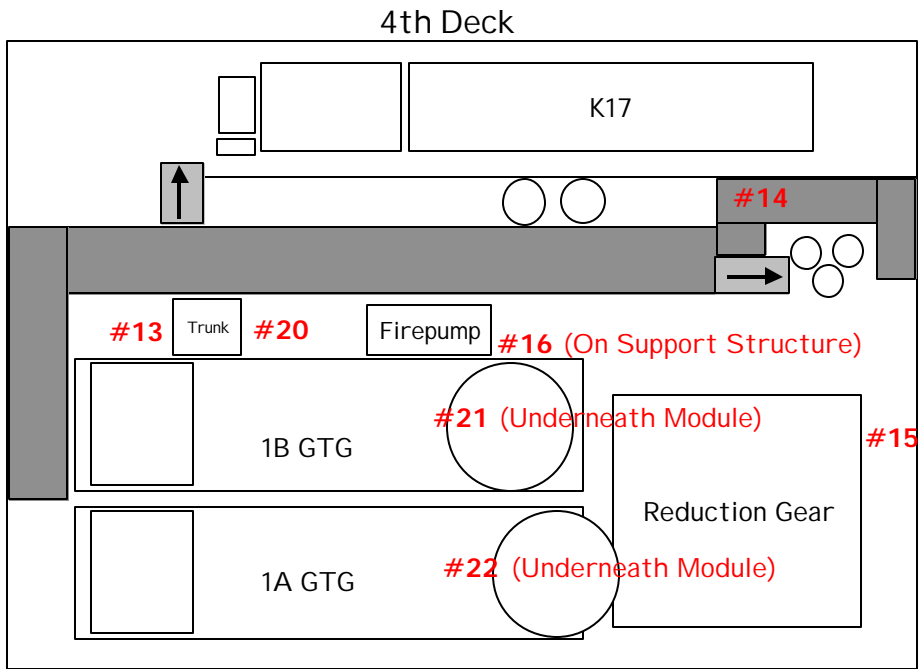 4th Deck
K17
#14
#13
Trunk
#20
Firepump
#16 (On Support Structure)
#21 (Underneath Module)
#15
1B GTG
Reduction Gear
#22 (Underneath Module)
1A GTG